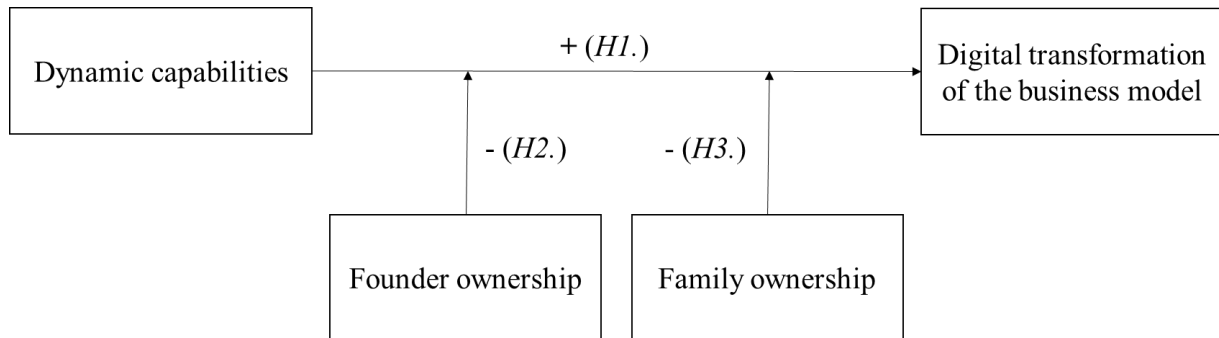 + (H1.)
Dynamic capabilities
Digital transformation
of the business model
- (H2.)
- (H3.)
Founder ownership
Family ownership